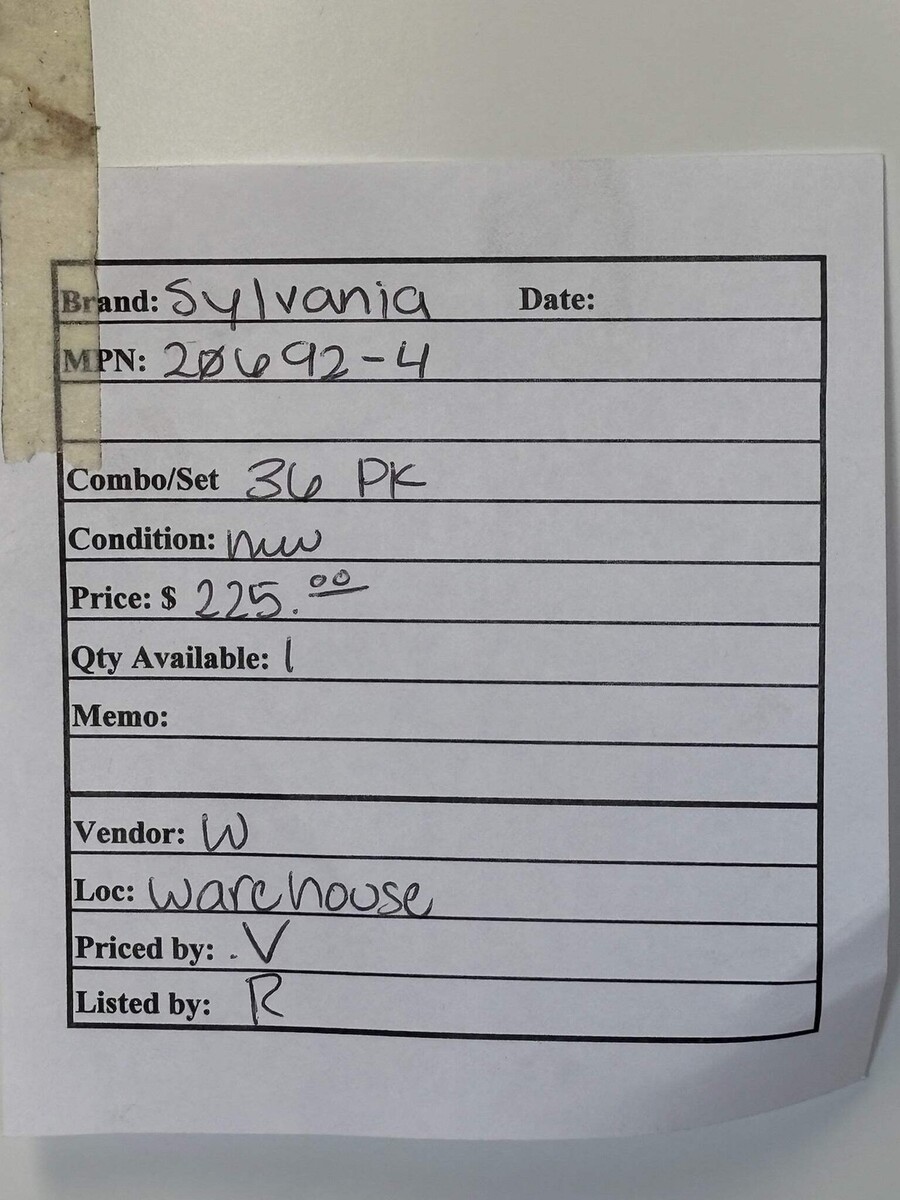 Brand: Sylvania Date:
MPN: 20692-4
Combo/Set 36 PK
Condition: new
Price: $ 225.00
Qty Available: 1
Memo:
Vendor: W
Loc: warehouse
Priced by: . V
Listed by: R